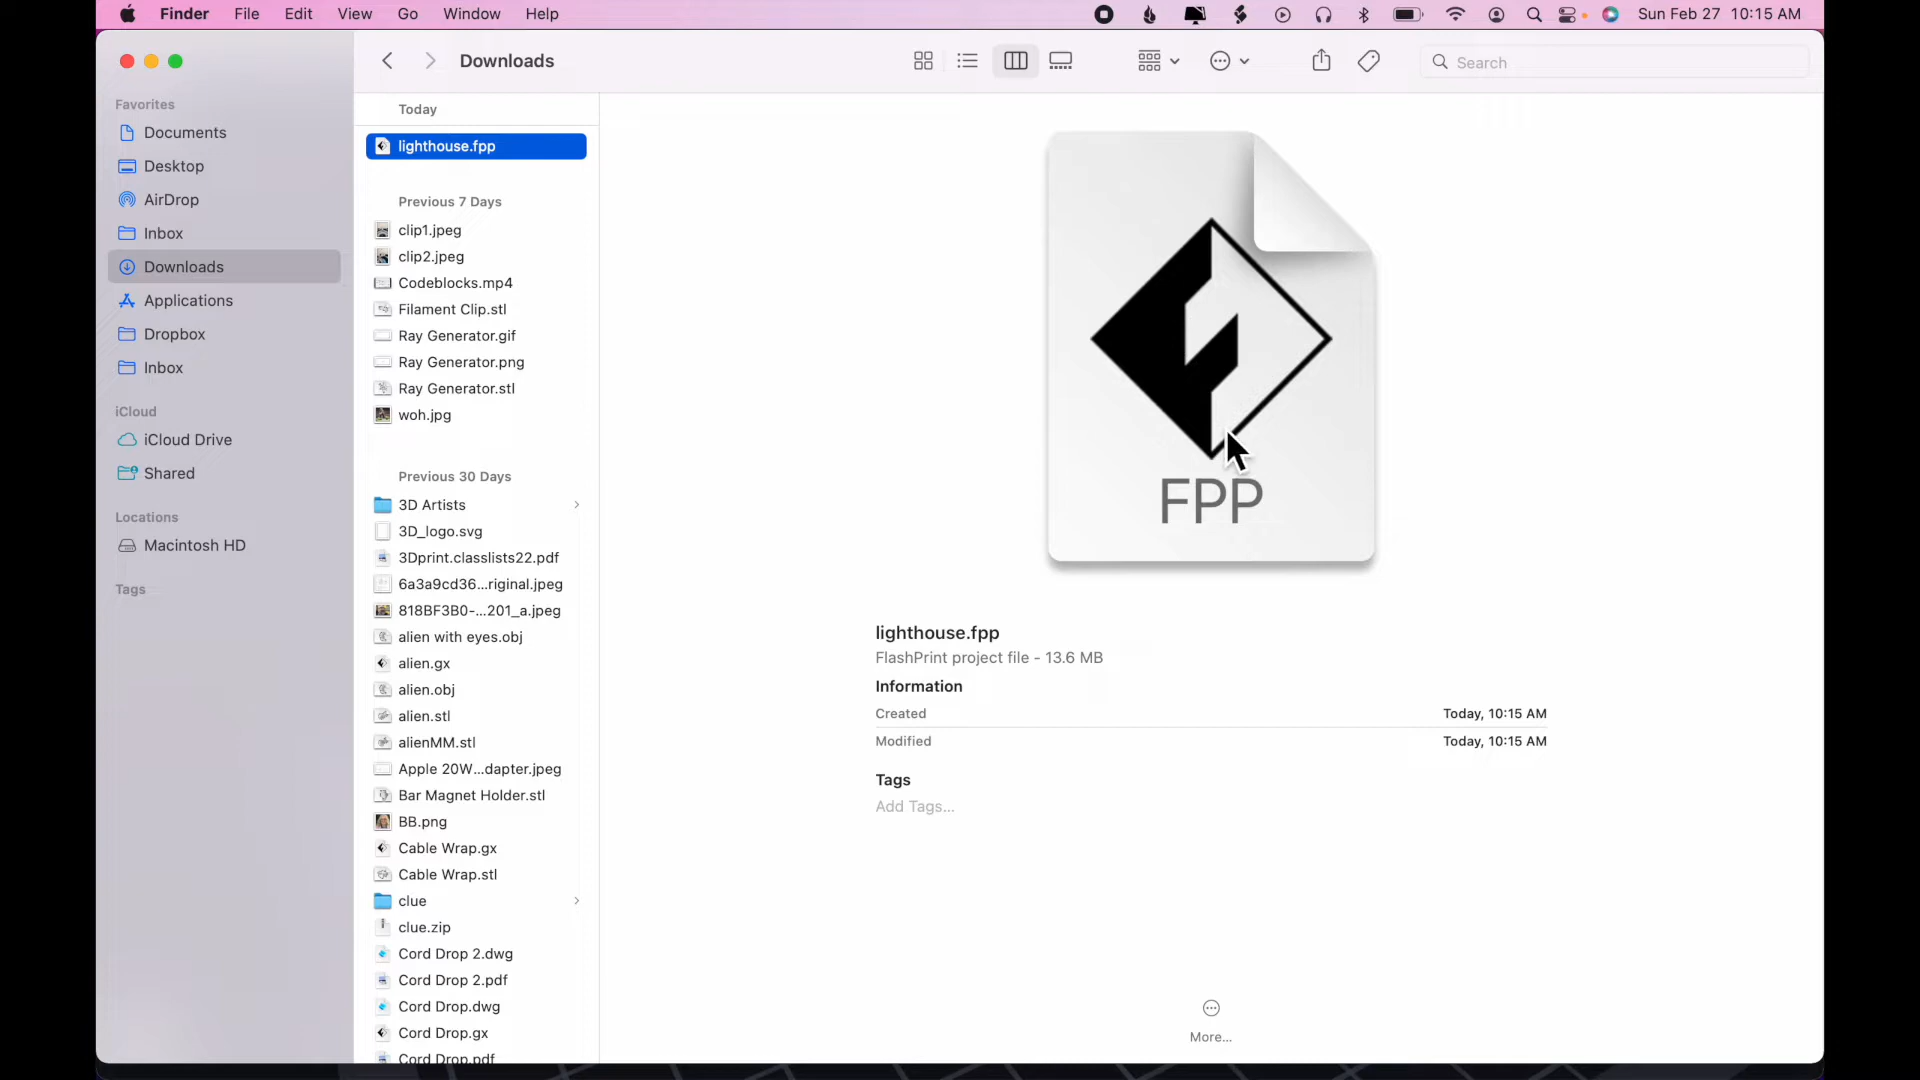 Finder File Edit View Go Window Help Sun Feb 27 10:15 AM
Downloads
Search
Favorites
Documents
Desktop
AirDrop
Inbox
Downloads
Applications
Dropbox
Inbox
iCloud
iCloud Drive
Shared
Locations
Macintosh HD
Tags
Today
lighthouse.fpp
Previous 7 Days
clip1.jpeg
clip2.jpeg
Codeblocks.mp4
Filament Clip.stl
Ray Generator.gif
Ray Generator.png
Ray Generator.stl
woh.jpg
Previous 30 Days
3D Artists
3D_logo.svg
3Dprint.classlists22.pdf
6a3a9cd36...riginal.jpeg
818BF3B0-...201_a.jpeg
alien with eyes.obj
alien.gx
alien.obj
alien.stl
alienMM.stl
Apple 20W...dapter.jpeg
Bar Magnet Holder.stl
BB.png
Cable Wrap.gx
Cable Wrap.stl
clue
clue.zip
Cord Drop 2.dwg
Cord Drop 2.pdf
Cord Drop.dwg
Cord Drop.gx
Cord Drop.pdf
FPP
lighthouse.fpp
FlashPrint project file - 13.6 MB
Information
Created Today, 10:15 AM
Modified Today, 10:15 AM
Tags
Add Tags...
More...